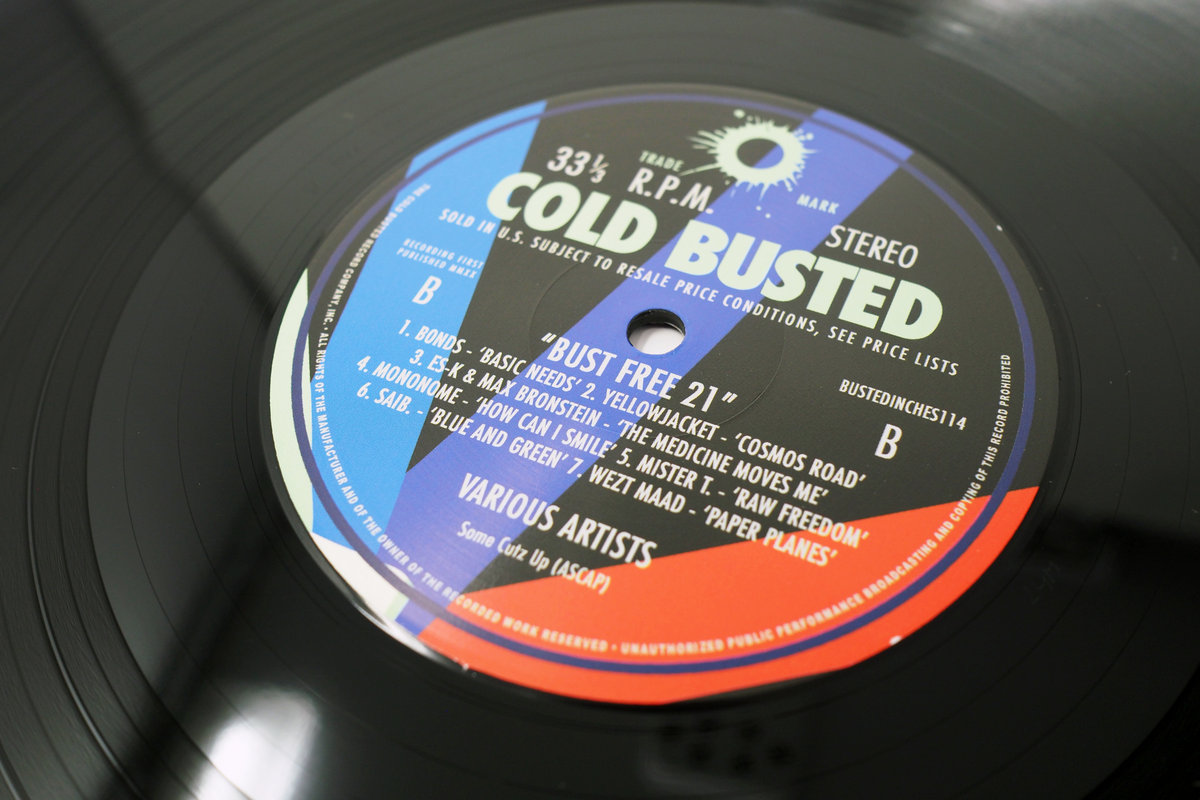 TRADE MARK
33⅓ R.P.M.
STEREO
COLD BUSTED
SOLD IN U.S. SUBJECT TO RESALE PRICE CONDITIONS, SEE PRICE LISTS
RECORDING FIRST
PUBLISHED MMXX
B
BUSTEDINCHES114
B
"BUST FREE 21"
1. BONDS - 'BASIC NEEDS' 2. YELLOWJACKET - 'COSMOS ROAD'
3. ES-K & MAX BRONSTEIN - 'THE MEDICINE MOVES ME'
4. MONONOME - 'HOW CAN I SMILE' 5. MISTER T. - 'RAW FREEDOM'
6. SAIB. - 'BLUE AND GREEN' 7. WEZT MAAD - 'PAPER PLANES'
VARIOUS ARTISTS
Some Cutz Up (ASCAP)
THE COLD BUSTED RECORD COMPANY, INC. • ALL RIGHTS OF THE MANUFACTURER AND OF THE OWNER OF THE RECORDED WORK RESERVED • UNAUTHORIZED PUBLIC PERFORMANCE BROADCASTING AND COPYING OF THIS RECORD PROHIBITED